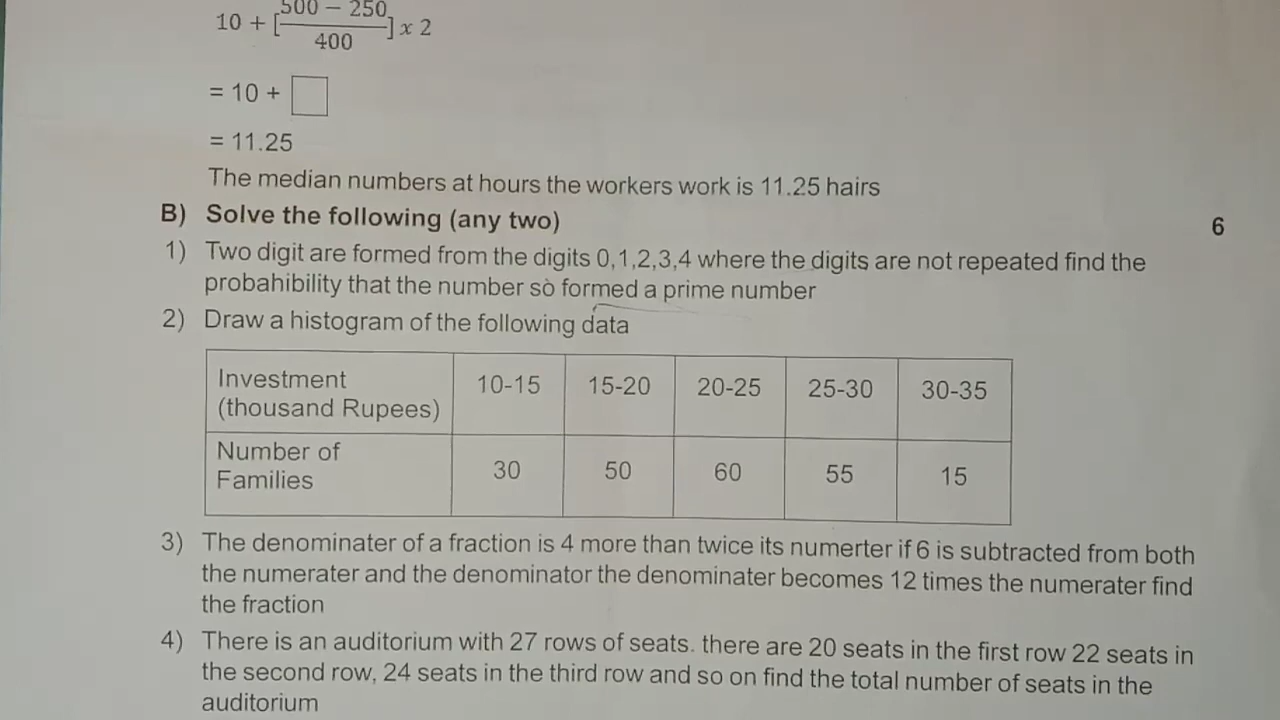 10 + [500 − 250 / 400] x 2
= 10 + □
= 11.25
The median numbers at hours the workers work is 11.25 hairs
B) Solve the following (any two) 6
1) Two digit are formed from the digits 0,1,2,3,4 where the digits are not repeated find the
probahibility that the number sò formed a prime number
2) Draw a histogram of the following data
Investment (thousand Rupees) 10-15 15-20 20-25 25-30 30-35
Number of Families 30 50 60 55 15
3) The denominater of a fraction is 4 more than twice its numerter if 6 is subtracted from both
the numerater and the denominator the denominater becomes 12 times the numerater find
the fraction
4) There is an auditorium with 27 rows of seats. there are 20 seats in the first row 22 seats in
the second row, 24 seats in the third row and so on find the total number of seats in the
auditorium